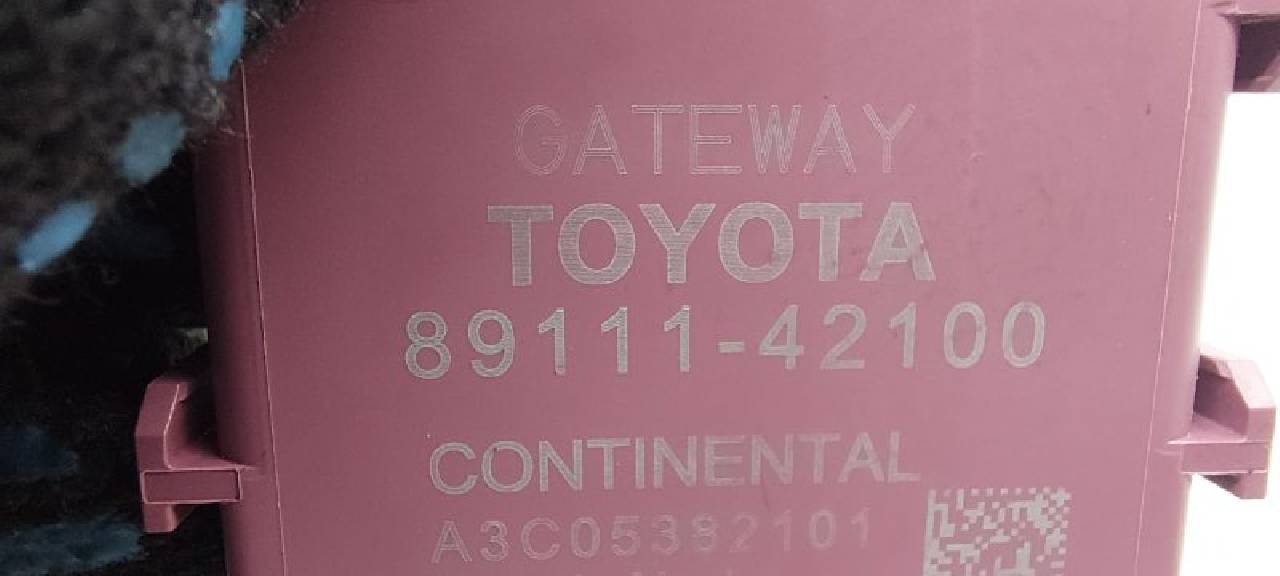 GATEWAY
TOYOTA
89111-42100
CONTINENTAL
A3C05382101